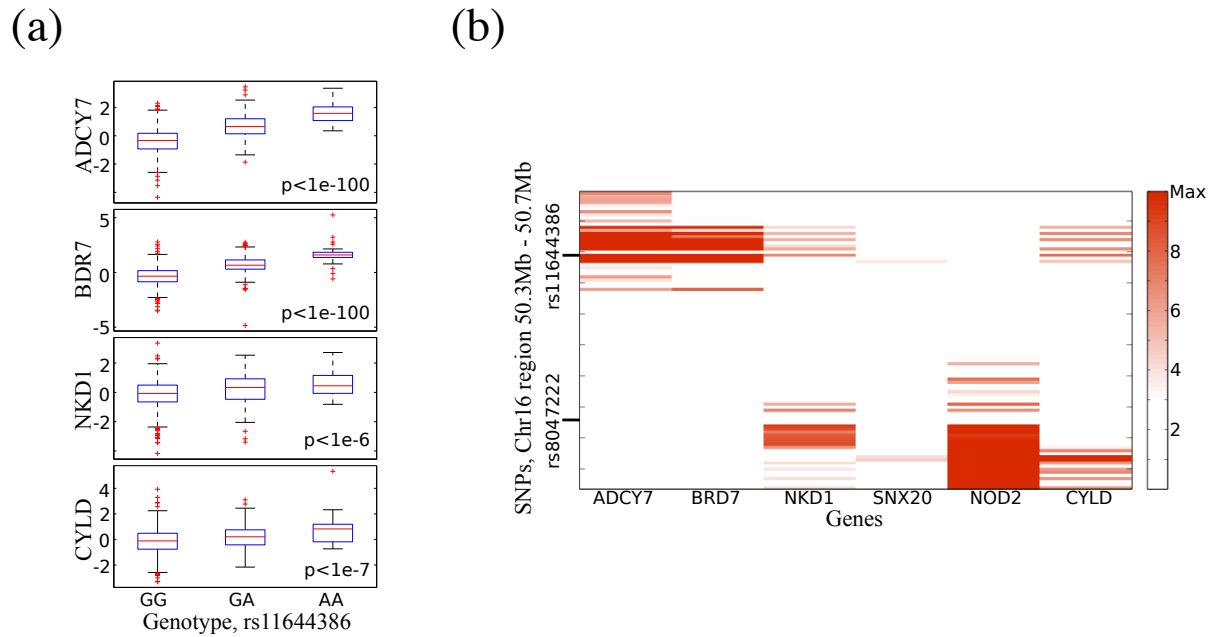 (a)
(b)
ADCY7
2
0
-2
p<1e-100
BDR7
5
0
-5
p<1e-100
NKD1
2
0
-2
p<1e-6
CYLD
4
2
0
-2
p<1e-7
GG GA AA
Genotype, rs11644386
SNPs, Chr16 region 50.3Mb - 50.7Mb
rs11644386
rs8047222
ADCY7 BRD7 NKD1 SNX20 NOD2 CYLD
Genes
Max
8
6
4
2